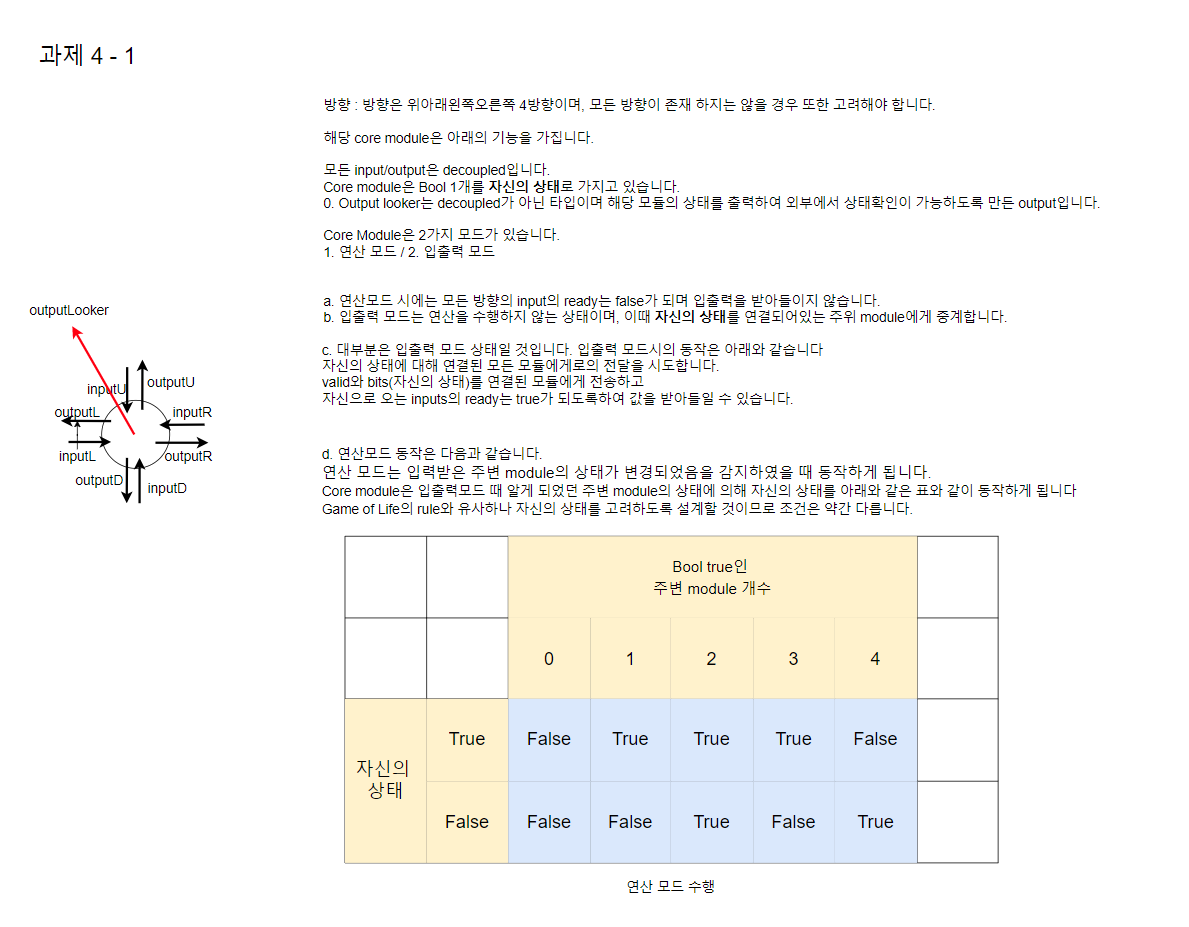 과제 4 - 1
방향 : 방향은 위아래왼쪽오른쪽 4방향이며, 모든 방향이 존재 하지는 않을 경우 또한 고려해야 합니다.
해당 core module은 아래의 기능을 가집니다.
모든 input/output은 decoupled입니다.
Core module은 Bool 1개를 자신의 상태로 가지고 있습니다.
0. Output looker는 decoupled가 아닌 타입이며 해당 모듈의 상태를 출력하여 외부에서 상태확인이 가능하도록 만든 output입니다.
Core Module은 2가지 모드가 있습니다.
1. 연산 모드 / 2. 입출력 모드
a. 연산모드 시에는 모든 방향의 input의 ready는 false가 되며 입출력을 받아들이지 않습니다.
b. 입출력 모드는 연산을 수행하지 않는 상태이며, 이때 자신의 상태를 연결되어있는 주위 module에게 중계합니다.
c. 대부분은 입출력 모드 상태일 것입니다. 입출력 모드시의 동작은 아래와 같습니다
자신의 상태에 대해 연결된 모든 모듈에게로의 전달을 시도합니다.
valid와 bits(자신의 상태)를 연결된 모듈에게 전송하고
자신으로 오는 inputs의 ready는 true가 되도록하여 값을 받아들일 수 있습니다.
outputLooker
inputU
outputU
outputL
inputR
inputL
outputR
outputD
inputD
d. 연산모드 동작은 다음과 같습니다.
연산 모드는 입력받은 주변 module의 상태가 변경되었음을 감지하였을 때 동작하게 됩니다.
Core module은 입출력모드 때 알게 되었던 주변 module의 상태에 의해 자신의 상태를 아래와 같은 표와 같이 동작하게 됩니다
Game of Life의 rule와 유사하나 자신의 상태를 고려하도록 설계할 것이므로 조건은 약간 다릅니다.
Bool true인
주변 module 개수
0 1 2 3 4
자신의
상태
True False True True True False
False False False True False True
연산 모드 수행